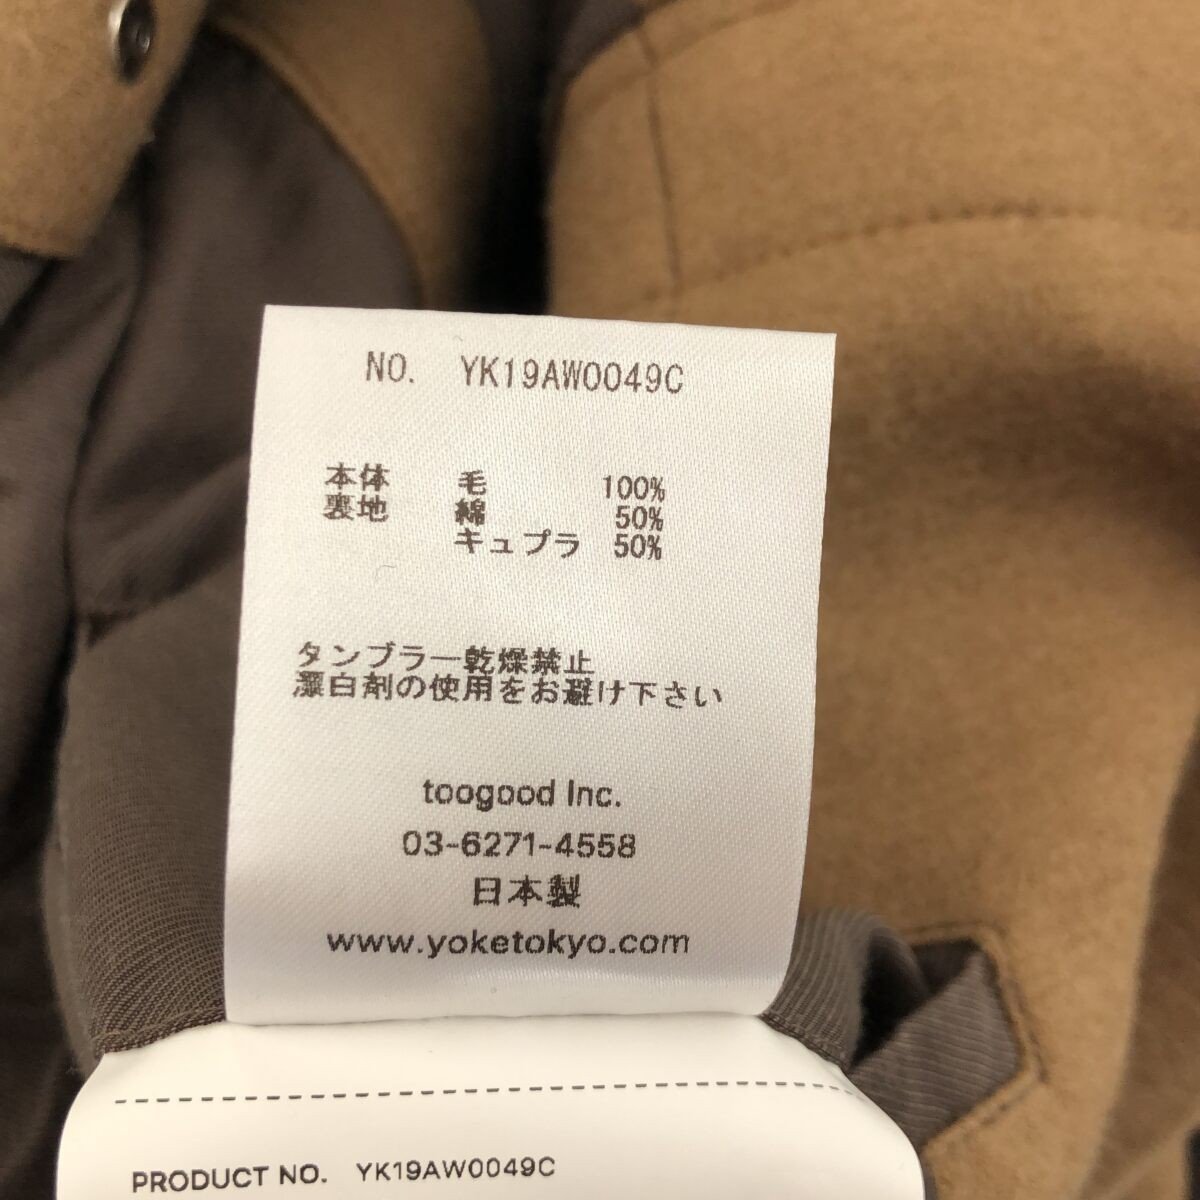 NO. YK19AW0049C
本体 毛 100%
裏地 綿 50%
キュプラ 50%
タンブラー乾燥禁止
漂白剤の使用をお避け下さい
toogood Inc.
03-6271-4558
日本製
www.yoketokyo.com
PRODUCT NO. YK19AW0049C